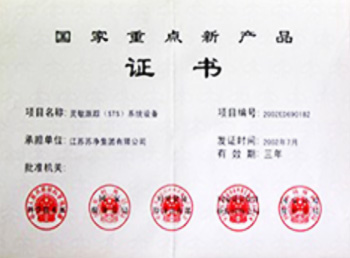 国家重点新产品
证书
项目名称: 灵敏跟踪(STS)系统设备
项目编号: 2002ED690182
承担单位: 江苏苏净集团有限公司
发证时间: 2002年7月
有效期: 三年
批准机关: